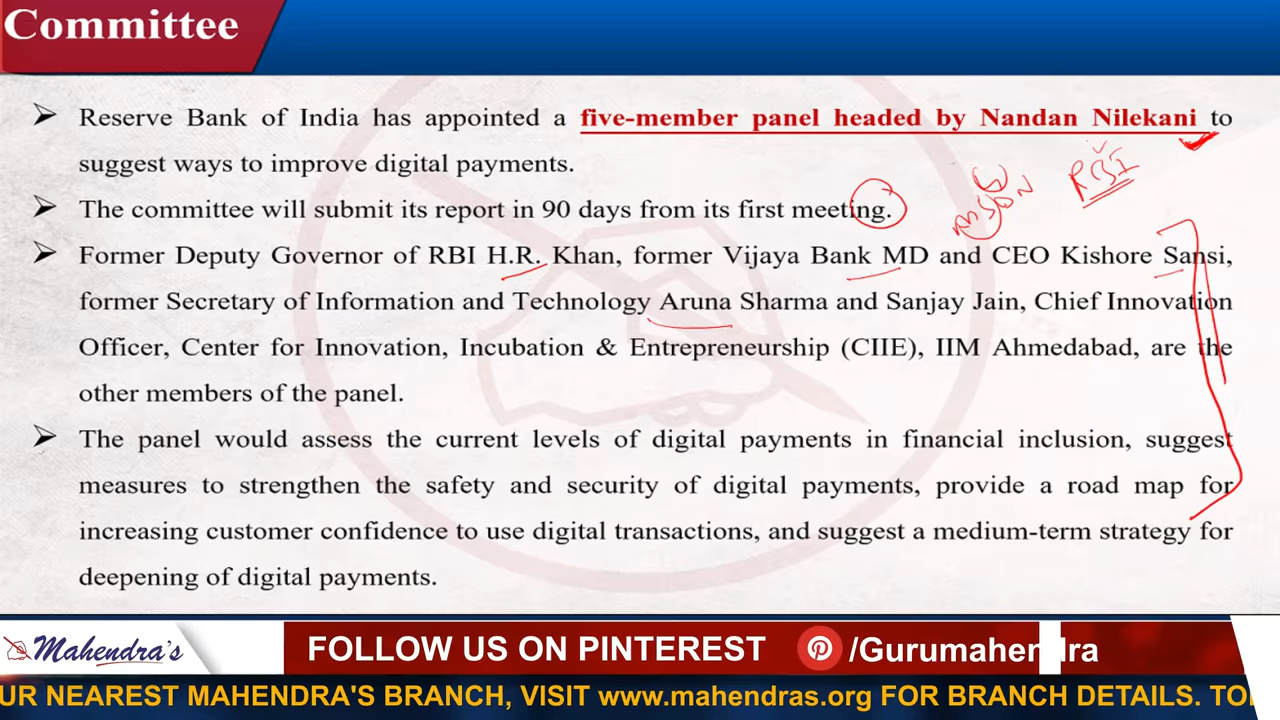 Committee
➢ Reserve Bank of India has appointed a five-member panel headed by Nandan Nilekani to
suggest ways to improve digital payments.
➢ The committee will submit its report in 90 days from its first meeting.
➢ Former Deputy Governor of RBI H.R. Khan, former Vijaya Bank MD and CEO Kishore Sansi,
former Secretary of Information and Technology Aruna Sharma and Sanjay Jain, Chief Innovation
Officer, Center for Innovation, Incubation & Entrepreneurship (CIIE), IIM Ahmedabad, are the
other members of the panel.
➢ The panel would assess the current levels of digital payments in financial inclusion, suggest
measures to strengthen the safety and security of digital payments, provide a road map for
increasing customer confidence to use digital transactions, and suggest a medium-term strategy for
deepening of digital payments.
Mahendra's
FOLLOW US ON PINTEREST /Gurumahendra
UR NEAREST MAHENDRA'S BRANCH, VISIT www.mahendras.org FOR BRANCH DETAILS. TO